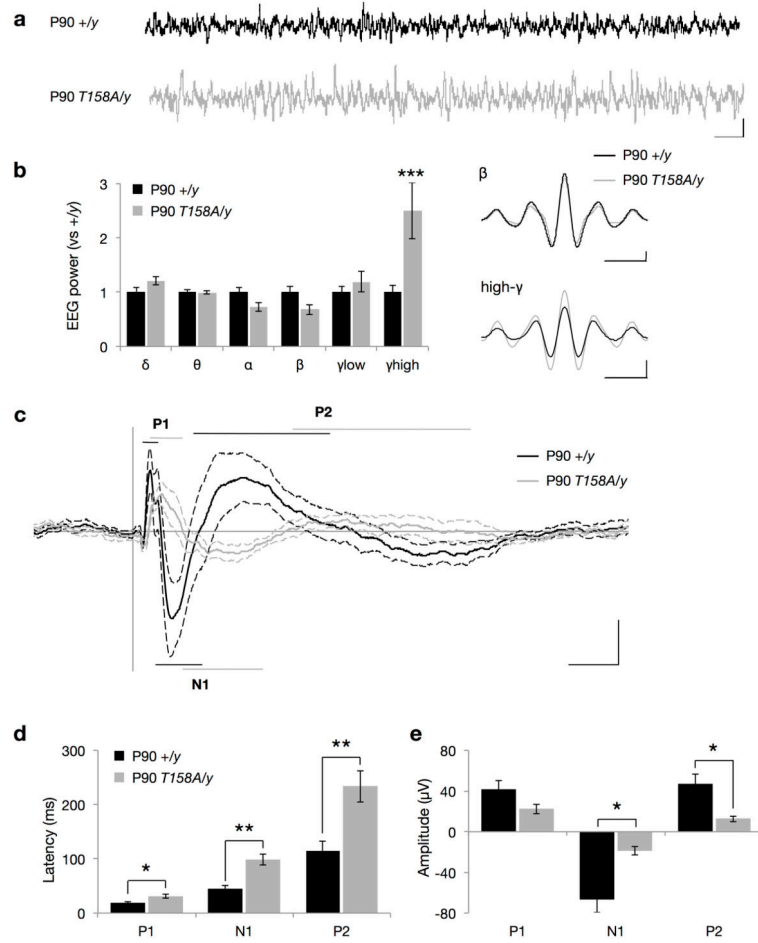 a
P90 +/y
P90 T158A/y
b
EEG power (vs +/y)
3
2
1
0
P90 +/y
P90 T158A/y
***
δ θ α β γlow γhigh
β
P90 +/y
P90 T158A/y
high-γ
c
P1
P2
P90 +/y
P90 T158A/y
N1
d
Latency (ms)
300
200
100
0
P90 +/y
P90 T158A/y
*
**
**
P1 N1 P2
e
Amplitude (µV)
80
40
0
-40
-80
*
*
P1 N1 P2